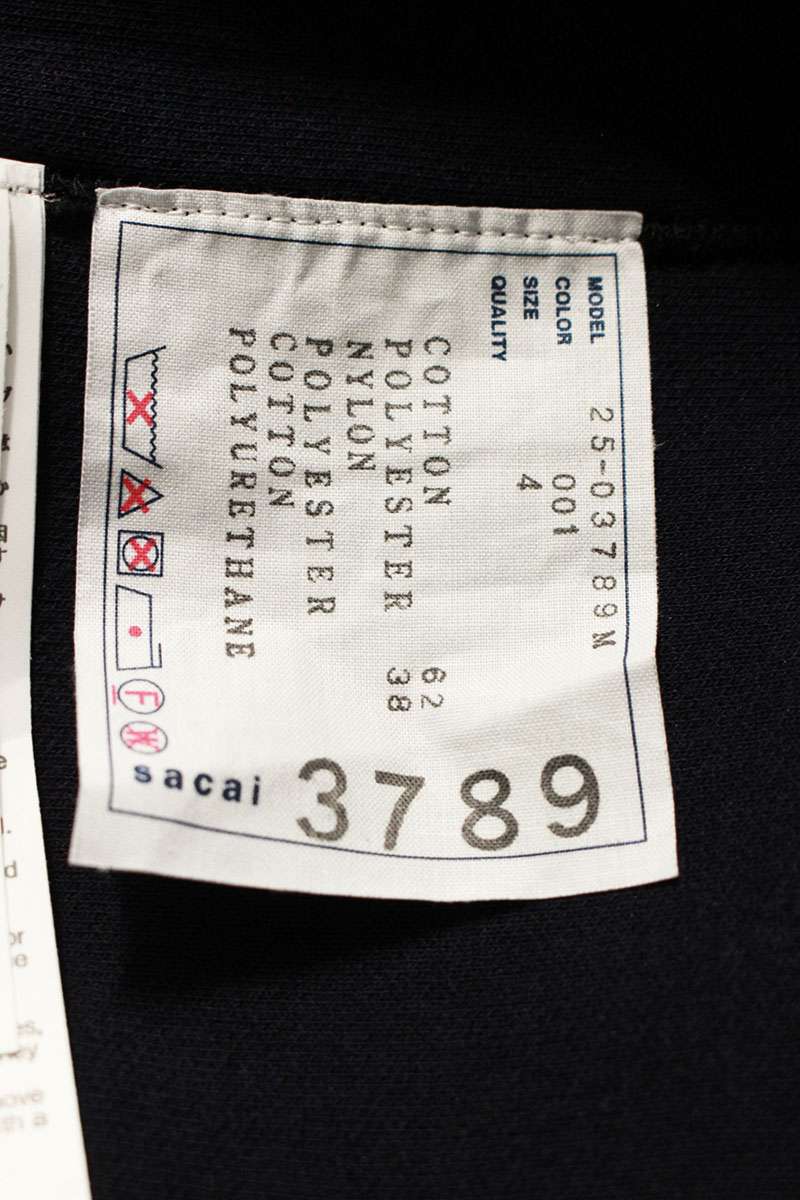 MODEL 25-03789M
COLOR 001
SIZE 4
QUALITY
COTTON 62
POLYESTER 38
NYLON
POLYESTER
COTTON
POLYURETHANE
F
sacai 3789